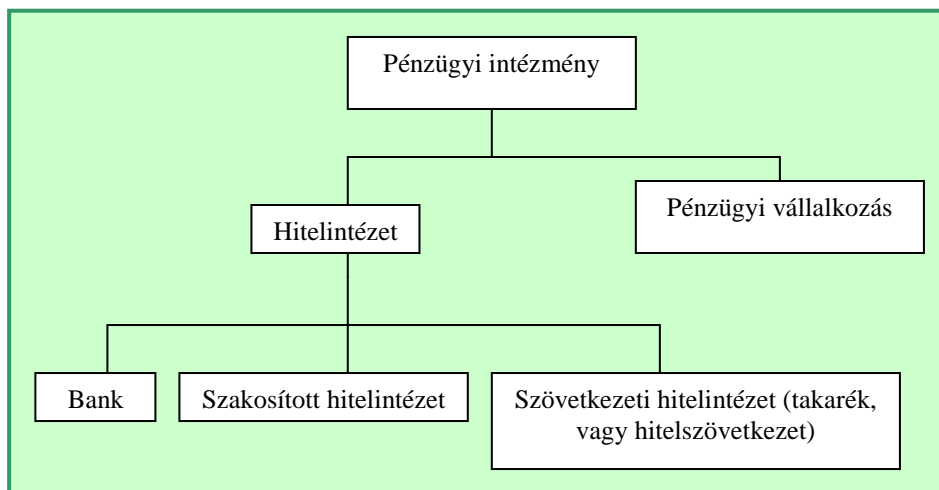 Pénzügyi intézmény
Pénzügyi vállalkozás
Hitelintézet
Bank
Szakosított hitelintézet
Szövetkezeti hitelintézet (takarék,
vagy hitelszövetkezet)